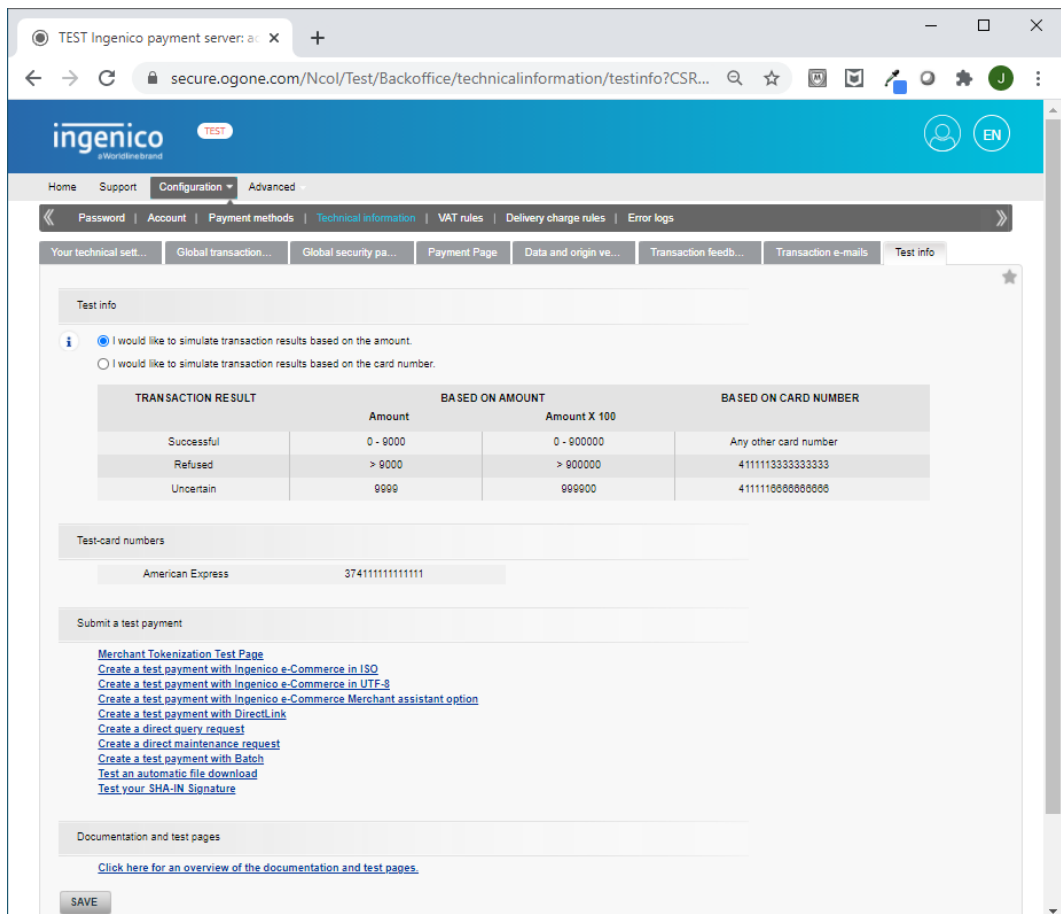 TEST Ingenico payment server: ac
secure.ogone.com/Ncol/Test/Backoffice/technicalinformation/testinfo?CSR...
J
ingenico
a Worldline brand
TEST
EN
Home Support Configuration Advanced
Password | Account | Payment methods | Technical information | VAT rules | Delivery charge rules | Error logs
Your technical sett... Global transaction... Global security pa... Payment Page Data and origin ve... Transaction feedb... Transaction e-mails Test info
Test info
i I would like to simulate transaction results based on the amount.
I would like to simulate transaction results based on the card number.
TRANSACTION RESULT BASED ON AMOUNT BASED ON CARD NUMBER
Amount Amount X 100
Successful 0 - 9000 0 - 900000 Any other card number
Refused > 9000 > 900000 4111113333333333
Uncertain 9999 999900 4111116666666666
Test-card numbers
American Express 374111111111111
Submit a test payment
Merchant Tokenization Test Page
Create a test payment with Ingenico e-Commerce in ISO
Create a test payment with Ingenico e-Commerce in UTF-8
Create a test payment with Ingenico e-Commerce Merchant assistant option
Create a test payment with DirectLink
Create a direct query request
Create a direct maintenance request
Create a test payment with Batch
Test an automatic file download
Test your SHA-IN Signature
Documentation and test pages
Click here for an overview of the documentation and test pages.
SAVE